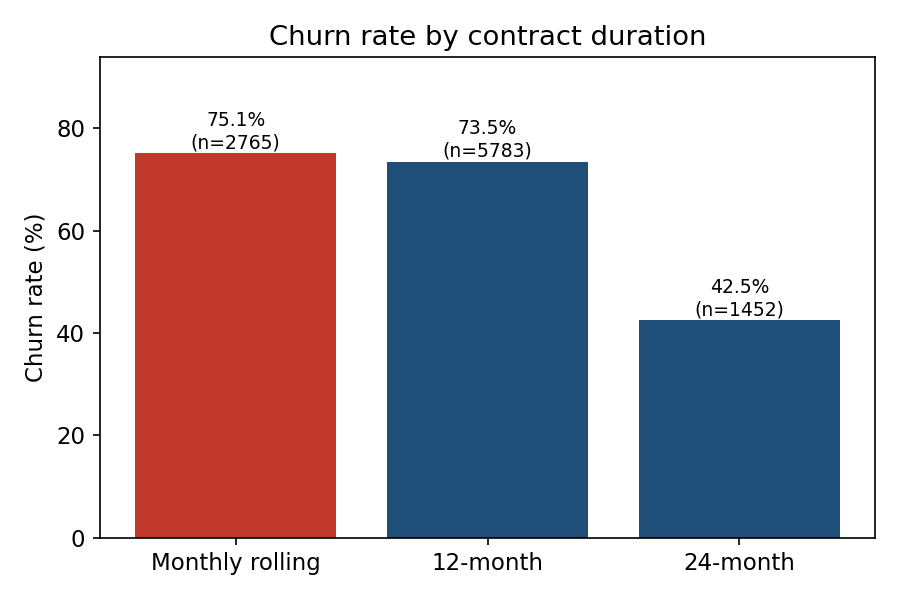 Churn rate by contract duration
Churn rate (%)
80
60
40
20
0
75.1%
(n=2765)
73.5%
(n=5783)
42.5%
(n=1452)
Monthly rolling
12-month
24-month